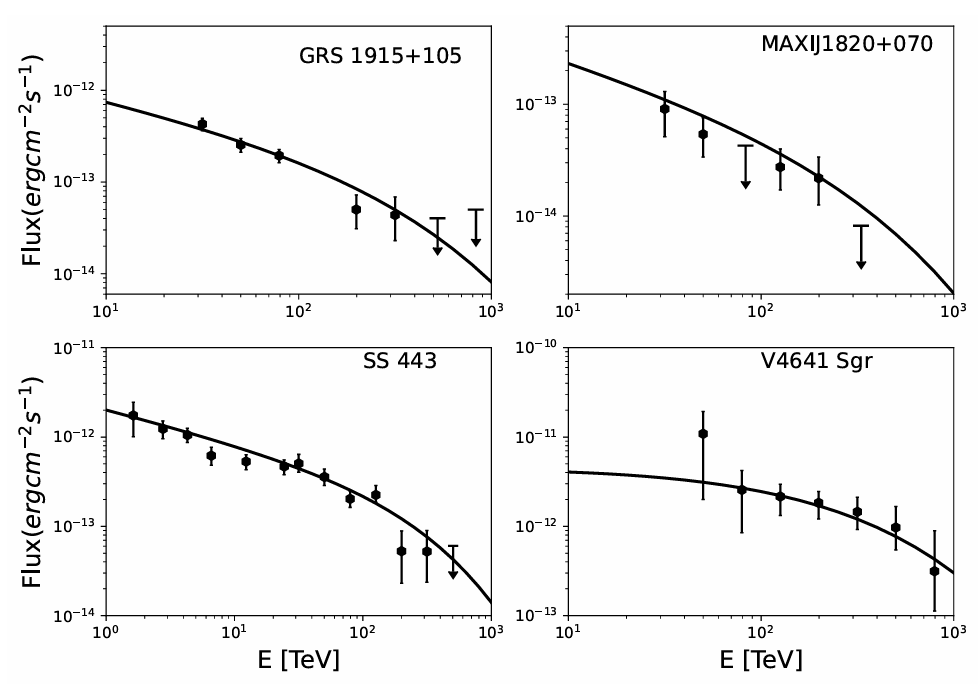 GRS 1915+105
MAXIJ1820+070
Flux(ergcm⁻²s⁻¹)
10⁻¹²
10⁻¹³
10⁻¹⁴
10¹ 10² 10³
10⁻¹³
10⁻¹⁴
10¹ 10² 10³
SS 443
V4641 Sgr
Flux(ergcm⁻²s⁻¹)
10⁻¹¹
10⁻¹²
10⁻¹³
10⁻¹⁴
10⁰ 10¹ 10² 10³
E [TeV]
10⁻¹⁰
10⁻¹¹
10⁻¹²
10⁻¹³
10¹ 10² 10³
E [TeV]